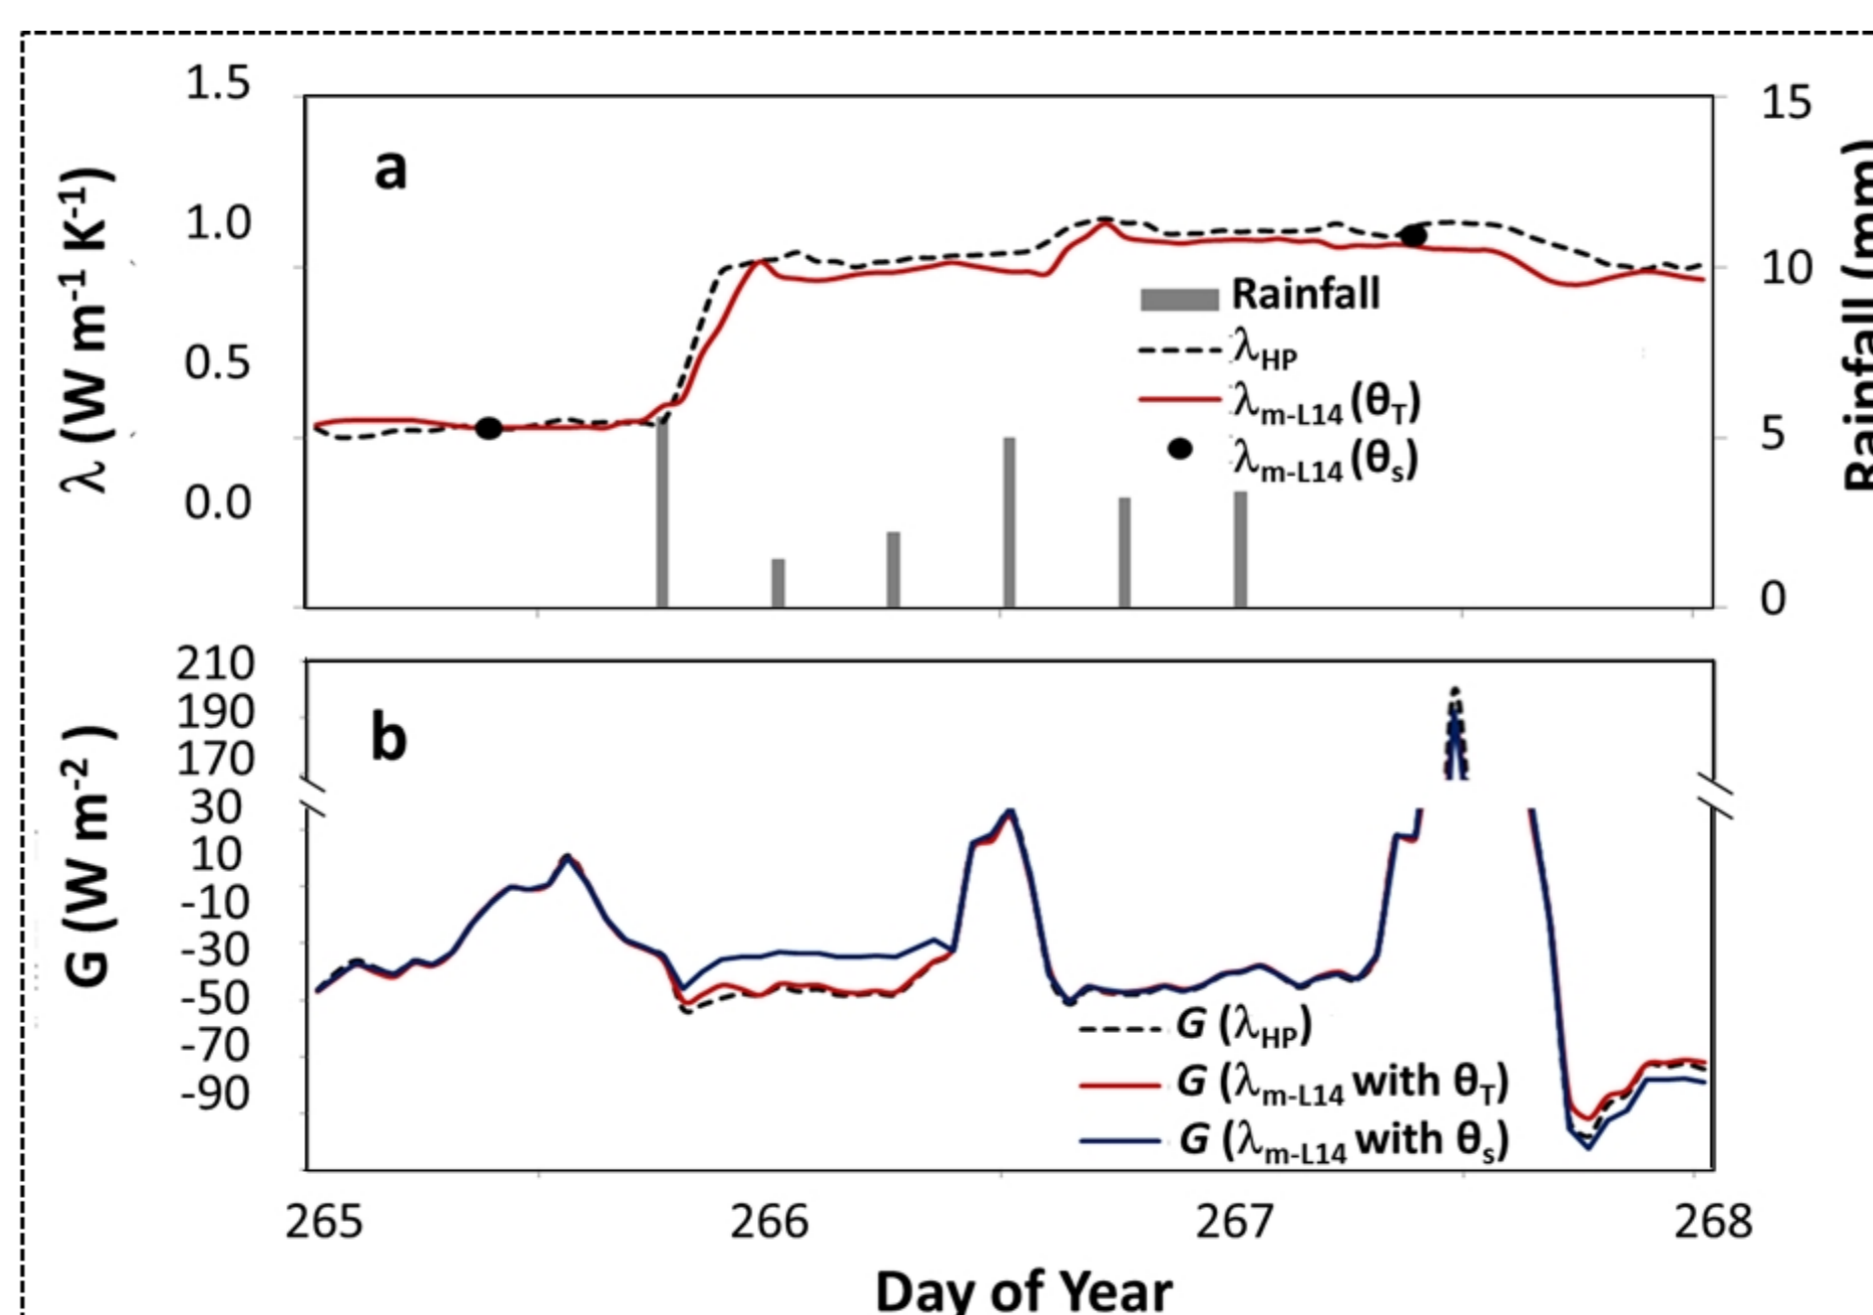 a
1.5
1.0
0.5
0.0
λ (W m-1 K-1)
15
10
5
0
Rainfall (mm)
Rainfall
λHP
λm-L14 (θT)
λm-L14 (θs)
b
210
190
170
30
10
-10
-30
-50
-70
-90
G (W m-2 )
G (λHP)
G (λm-L14 with θT)
G (λm-L14 with θs)
265 266 267 268
Day of Year